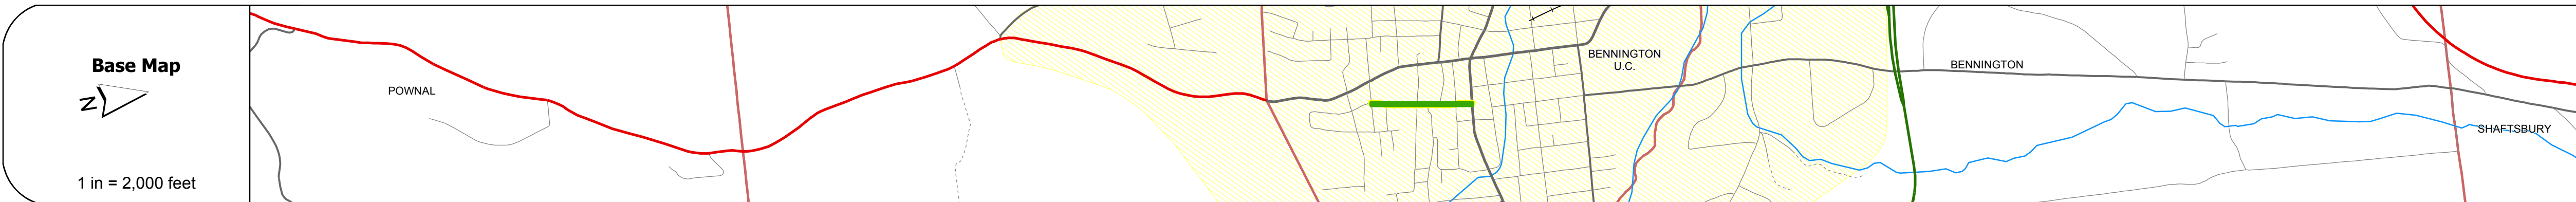 Base Map
N
1 in = 2,000 feet
POWNAL
BENNINGTON
U.C.
BENNINGTON
SHAFTSBURY